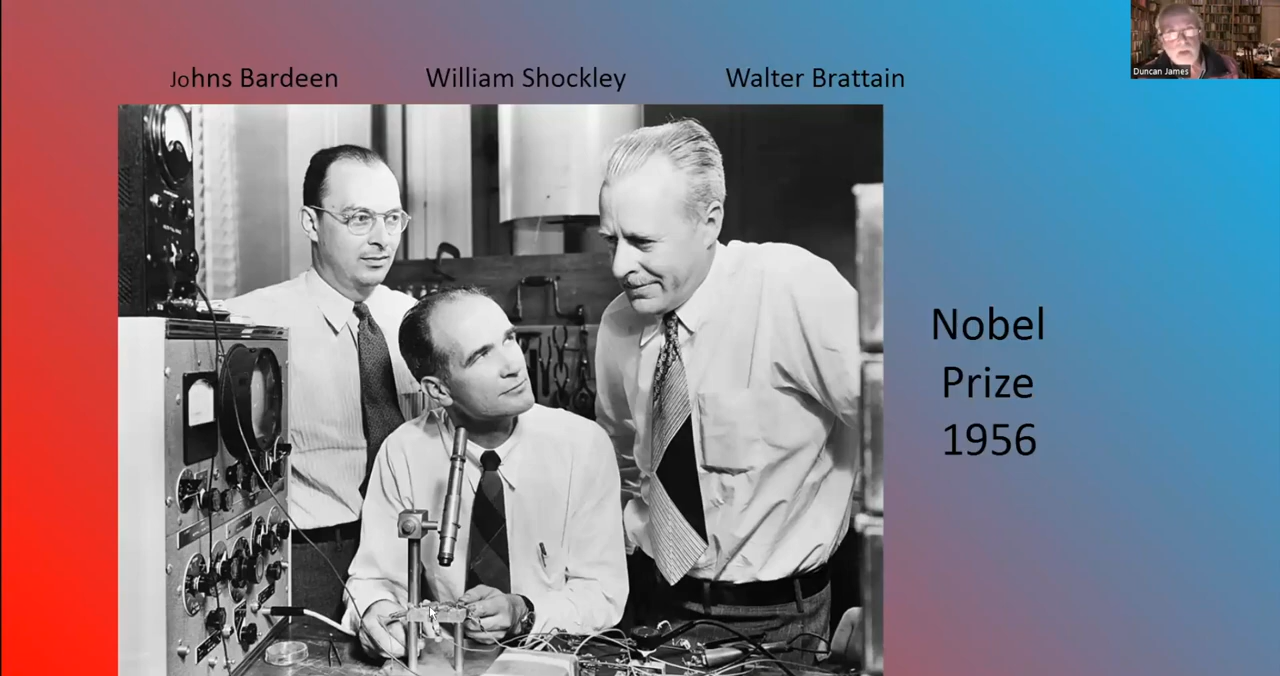 Johns Bardeen
William Shockley
Walter Brattain
Duncan James
Nobel
Prize
1956